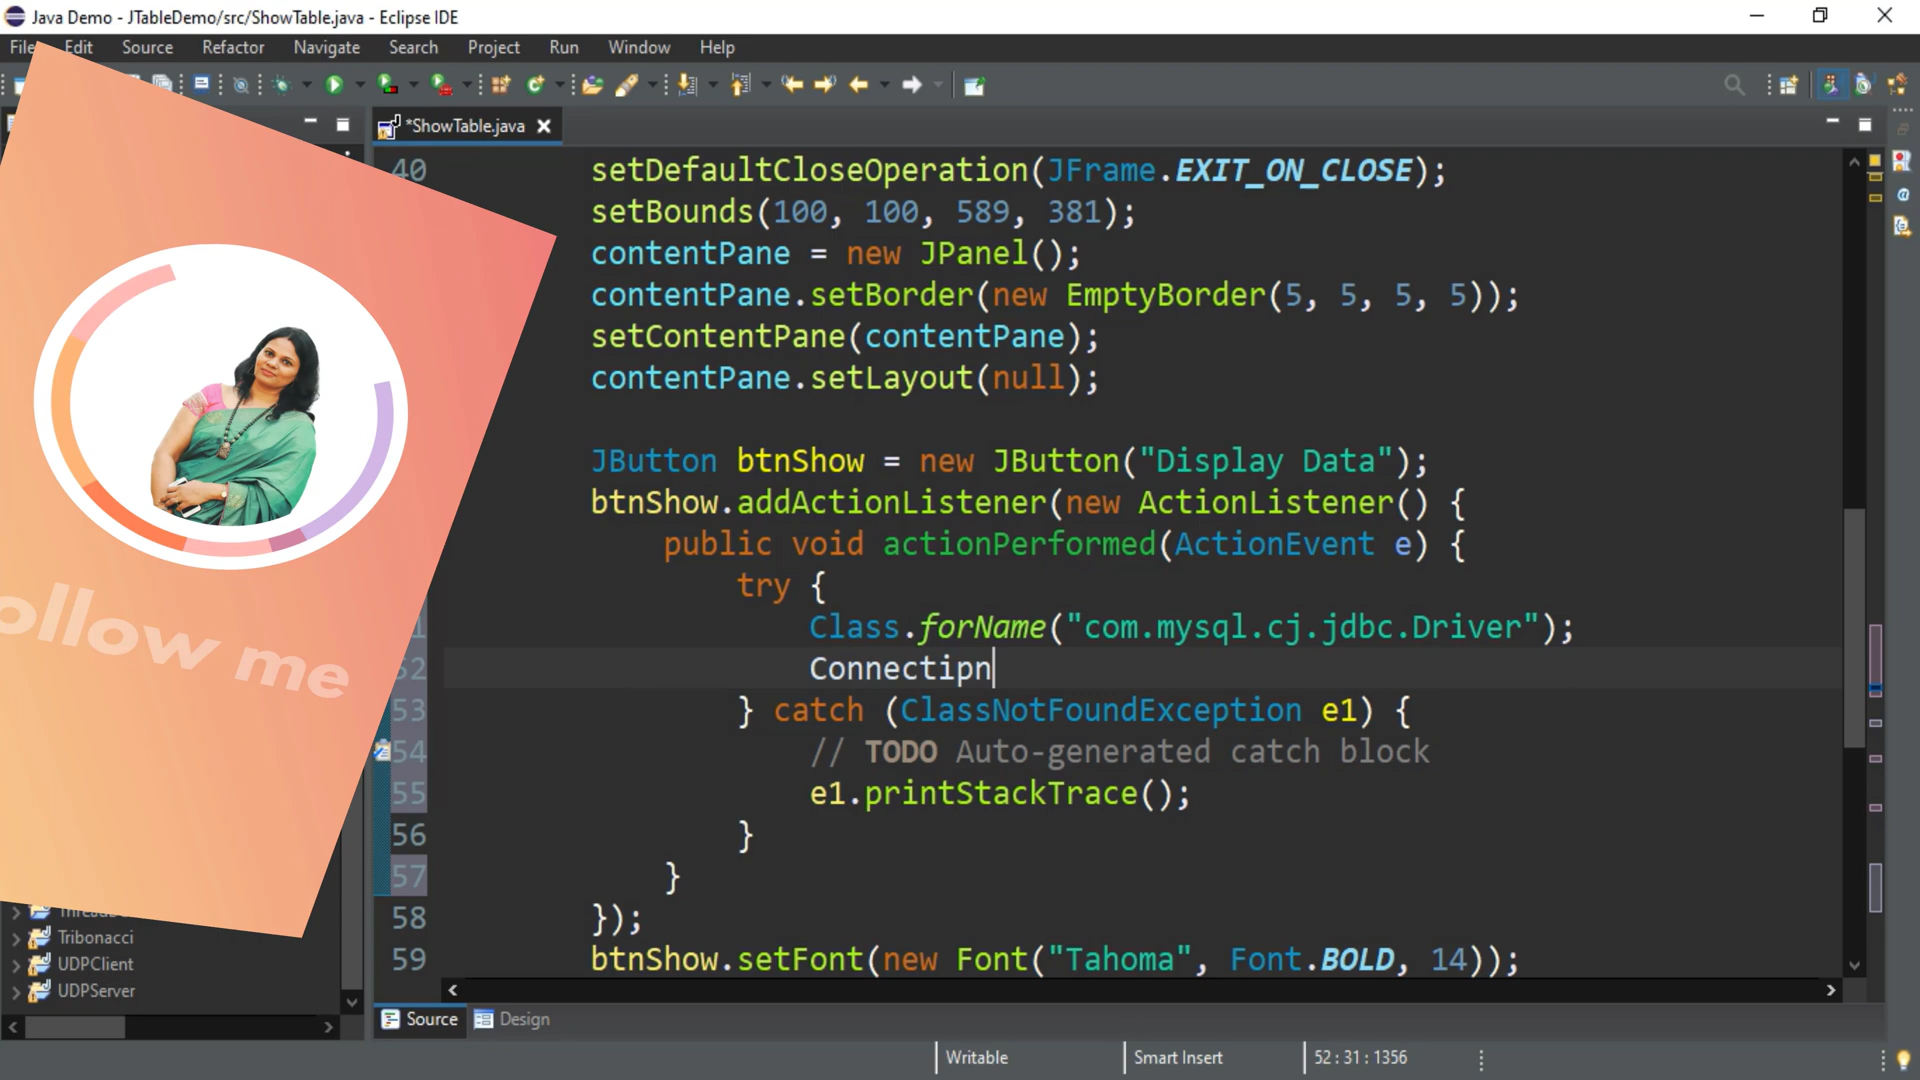 Java Demo - JTableDemo/src/ShowTable.java - Eclipse IDE
File Edit Source Refactor Navigate Search Project Run Window Help
*ShowTable.java
40 setDefaultCloseOperation(JFrame.EXIT_ON_CLOSE);
setBounds(100, 100, 589, 381);
contentPane = new JPanel();
contentPane.setBorder(new EmptyBorder(5, 5, 5, 5));
setContentPane(contentPane);
contentPane.setLayout(null);
JButton btnShow = new JButton("Display Data");
btnShow.addActionListener(new ActionListener() {
public void actionPerformed(ActionEvent e) {
try {
Class.forName("com.mysql.cj.jdbc.Driver");
Connectipn
53 } catch (ClassNotFoundException e1) {
54 // TODO Auto-generated catch block
55 e1.printStackTrace();
56 }
57 }
58 });
59 btnShow.setFont(new Font("Tahoma", Font.BOLD, 14));
ollow me
Tribonacci
UDPClient
UDPServer
Source Design
Writable Smart Insert 52 : 31 : 1356